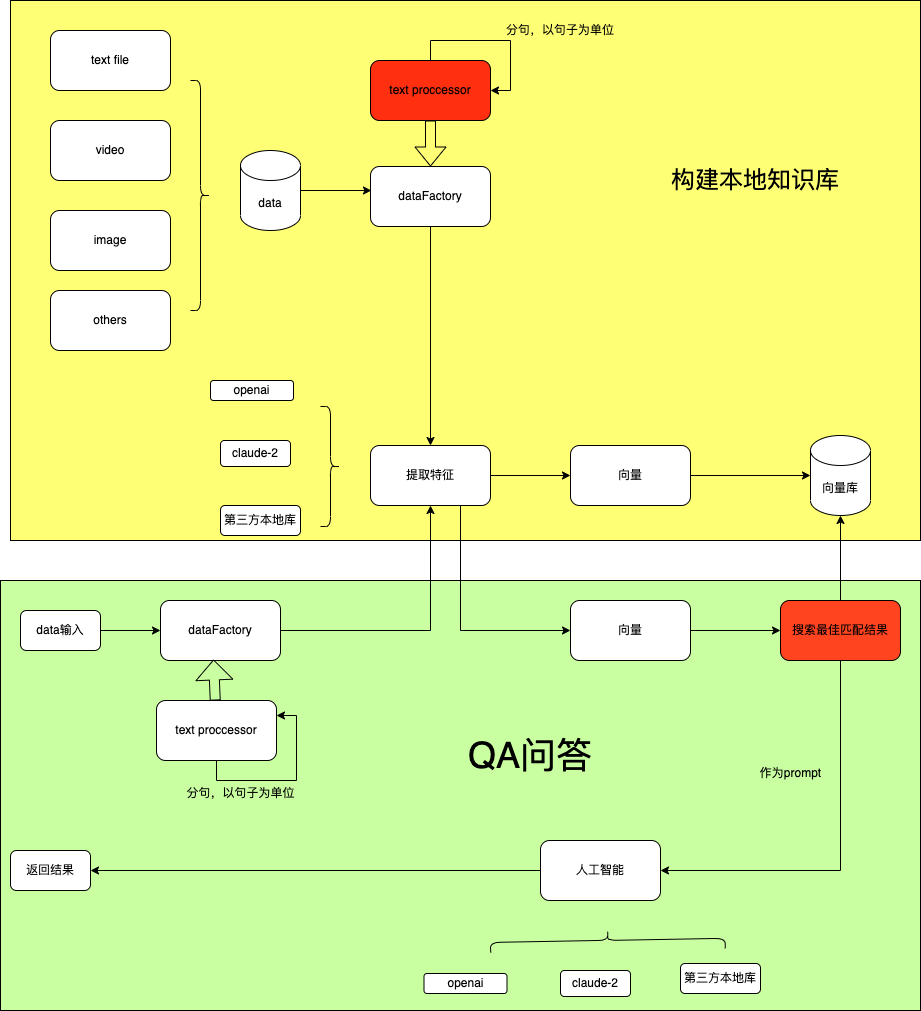 分句，以句子为单位
text file
text proccessor
video
构建本地知识库
data
dataFactory
image
others
openai
claude-2
提取特征
向量
向量库
第三方本地库
data输入
dataFactory
向量
搜索最佳匹配结果
text proccessor
QA问答
作为prompt
分句，以句子为单位
返回结果
人工智能
openai
claude-2
第三方本地库